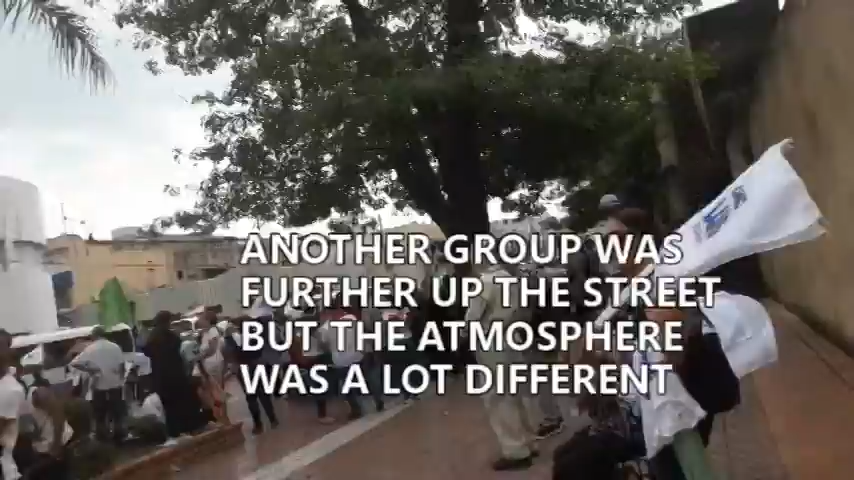 ANOTHER GROUP WAS
FURTHER UP THE STREET
BUT THE ATMOSPHERE
WAS A LOT DIFFERENT